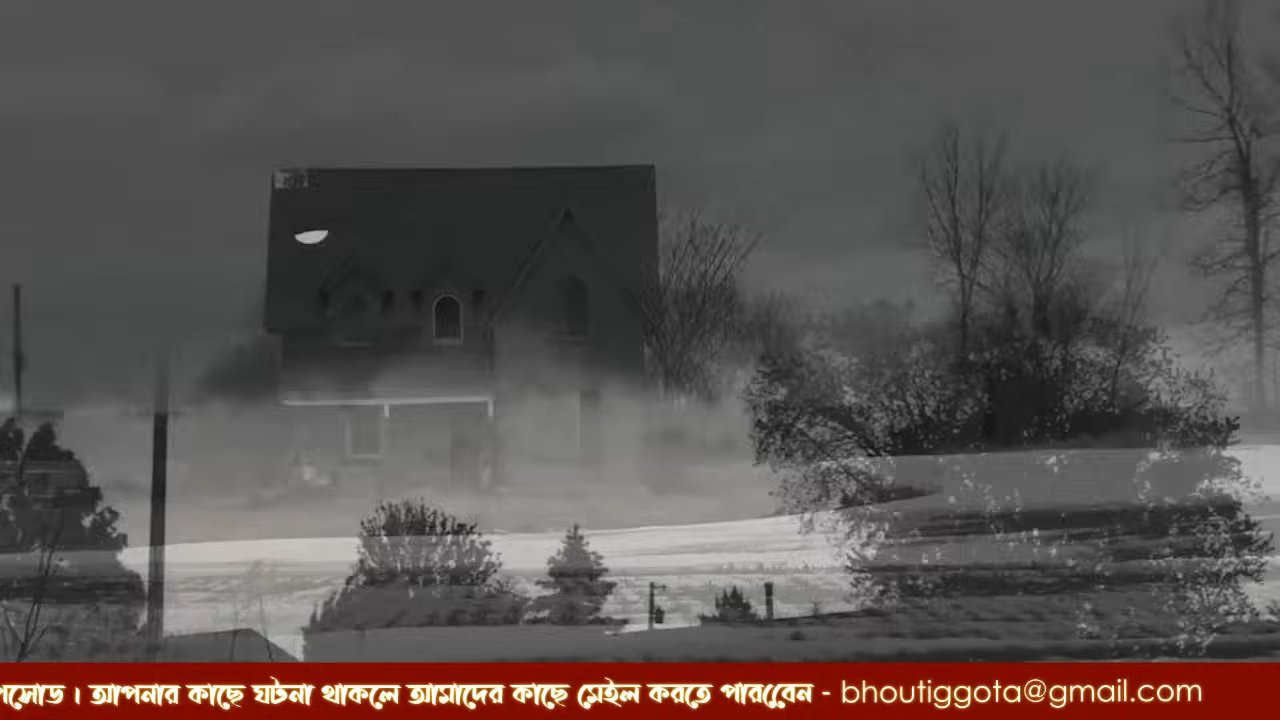 পিসোড। আপনার কাছে ঘটনা থাকলে আমাদের কাছে মেইল করতে পারবেন - bhoutiggota@gmail.com